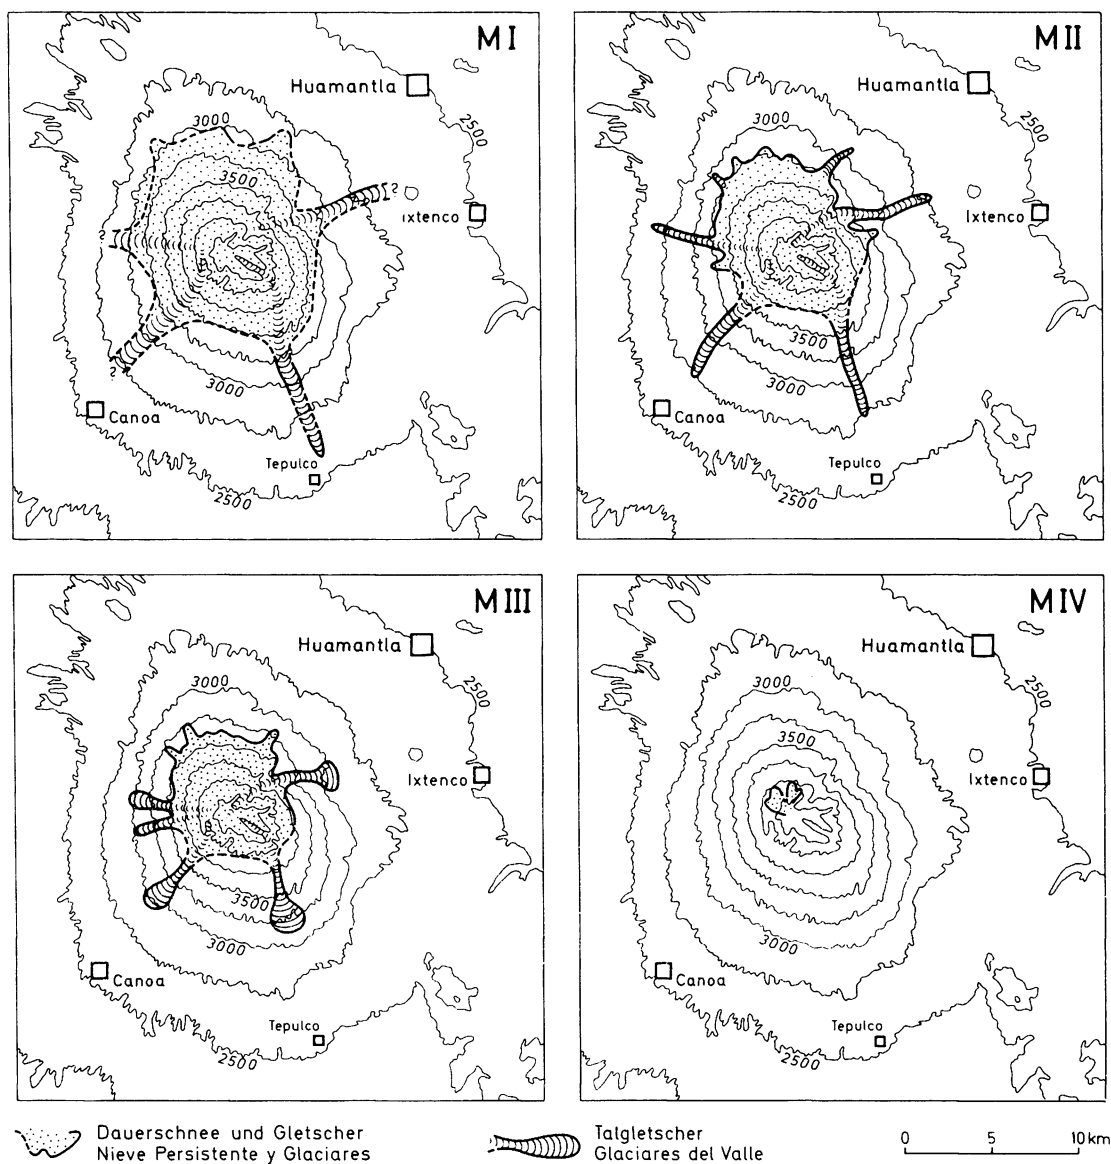 M I
Huamantla
3000
2500
3500
?
Ixtenco
?
3000
Canoa
Tepulco
2500
M II
Huamantla
3000
2500
Ixtenco
3500
3000
Canoa
Tepulco
2500
M III
Huamantla
3000
2500
Ixtenco
3500
3000
Canoa
Tepulco
2500
M IV
Huamantla
3000
2500
3500
Ixtenco
3000
Canoa
Tepulco
2500
Dauerschnee und Gletscher
Nieve Persistente y Glaciares
Talgletscher
Glaciares del Valle
0 5 10 km